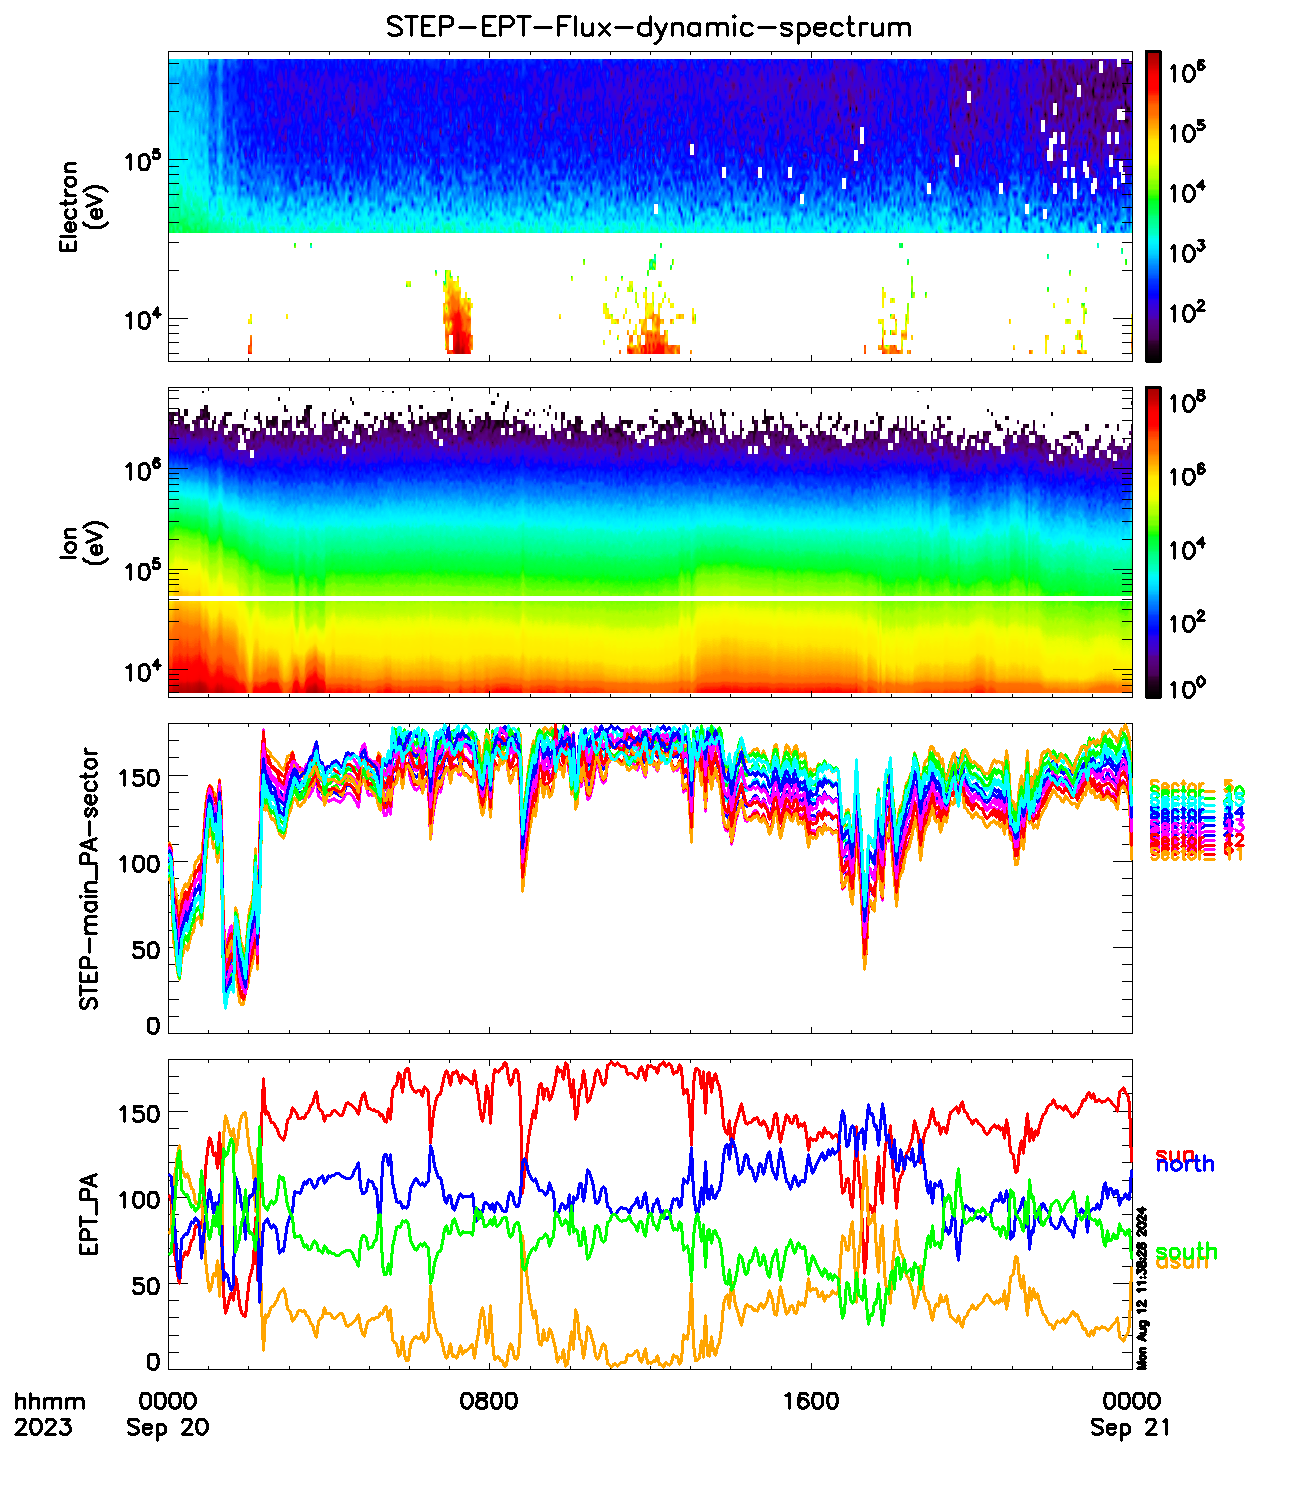 STEP-EPT-Flux-dynamic-spectrum
Electron
(eV)
10^5
10^4
10^6
10^5
10^4
10^3
10^2
Ion
(eV)
10^6
10^5
10^4
10^8
10^6
10^4
10^2
10^0
STEP-main_PA-sector
150
100
50
0
EPT_PA
150
100
50
0
sun
north
south
asun
Mon Aug 12 11:38:26 2024
hhmm 0000 0800 1600 0000
2023 Sep 20 Sep 21